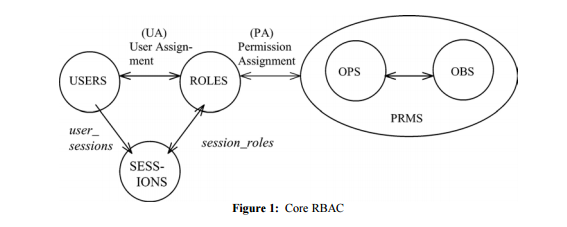 (UA)
User Assign-
ment
(PA)
Permission
Assignment
USERS
ROLES
OPS
OBS
PRMS
user_
sessions
session_roles
SESS-
IONS
Figure 1: Core RBAC